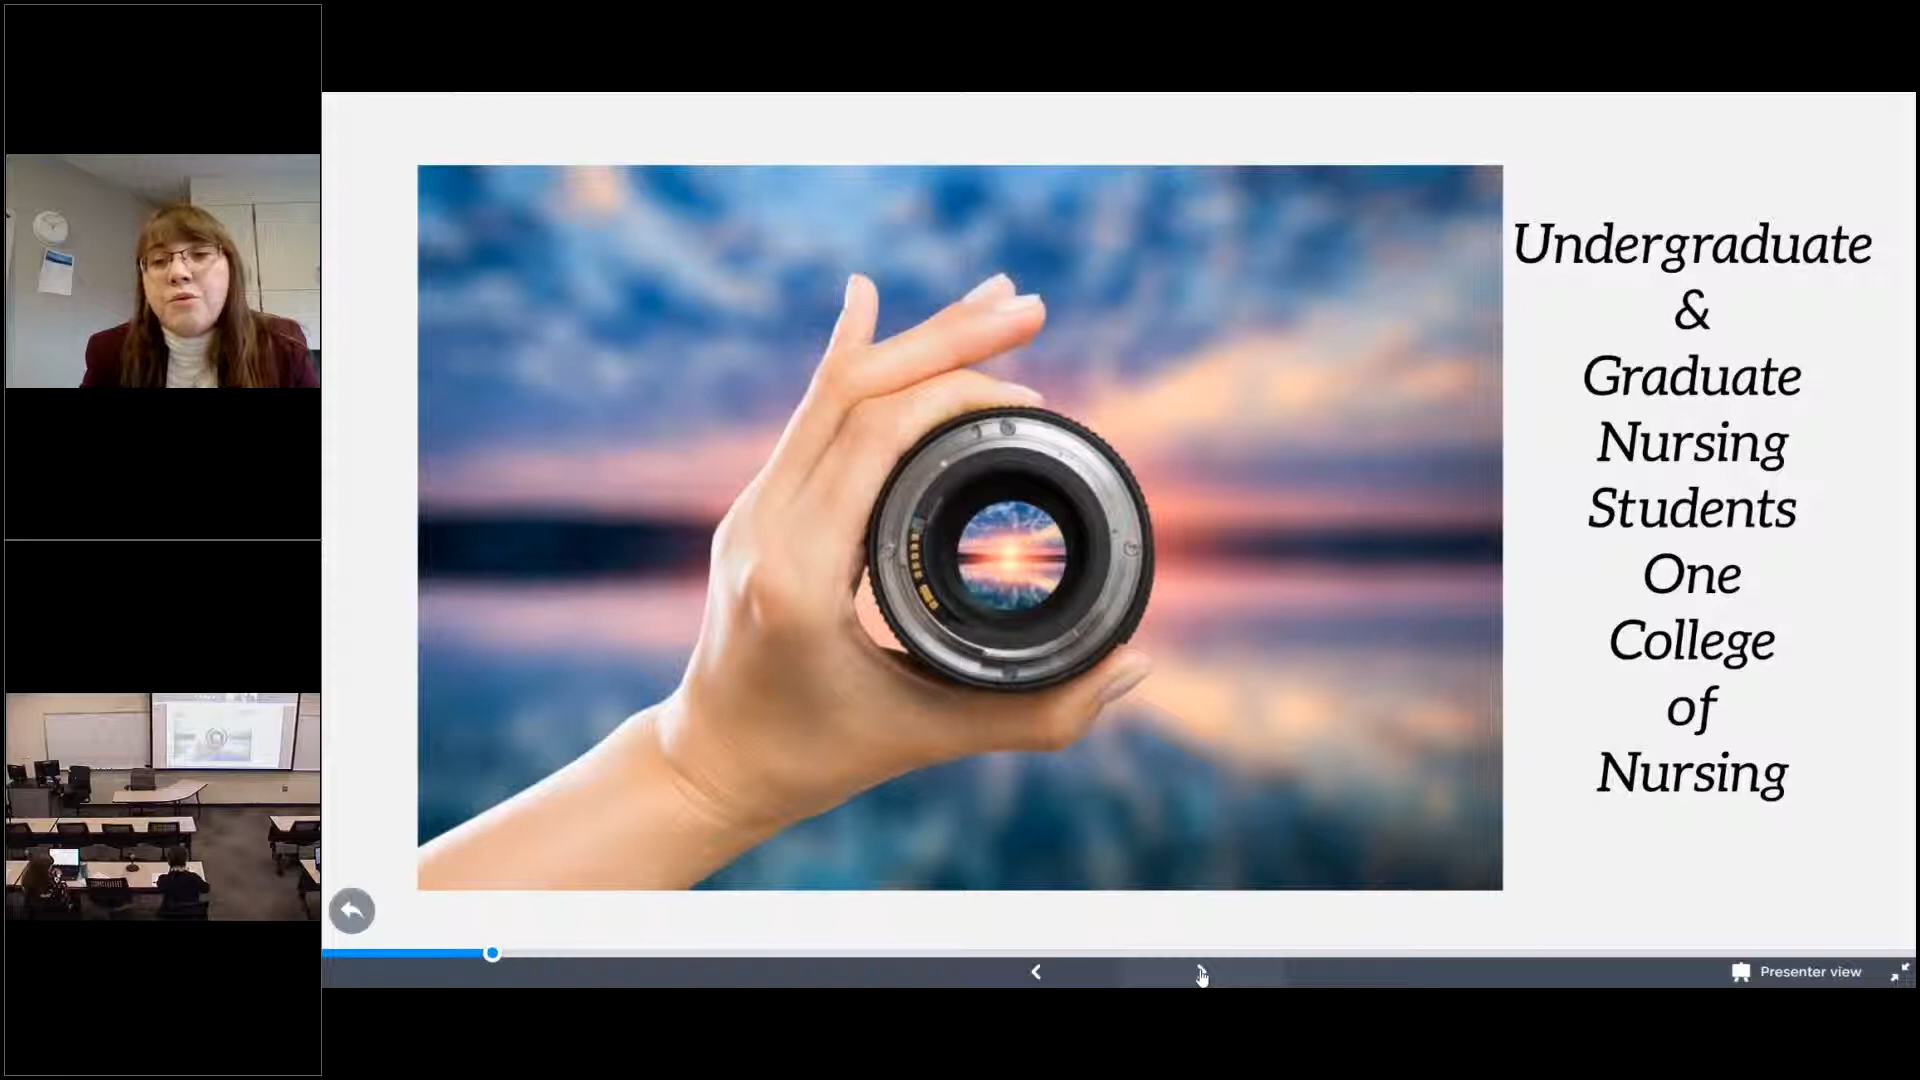 Undergraduate
&
Graduate
Nursing
Students
One
College
of
Nursing
Presenter view